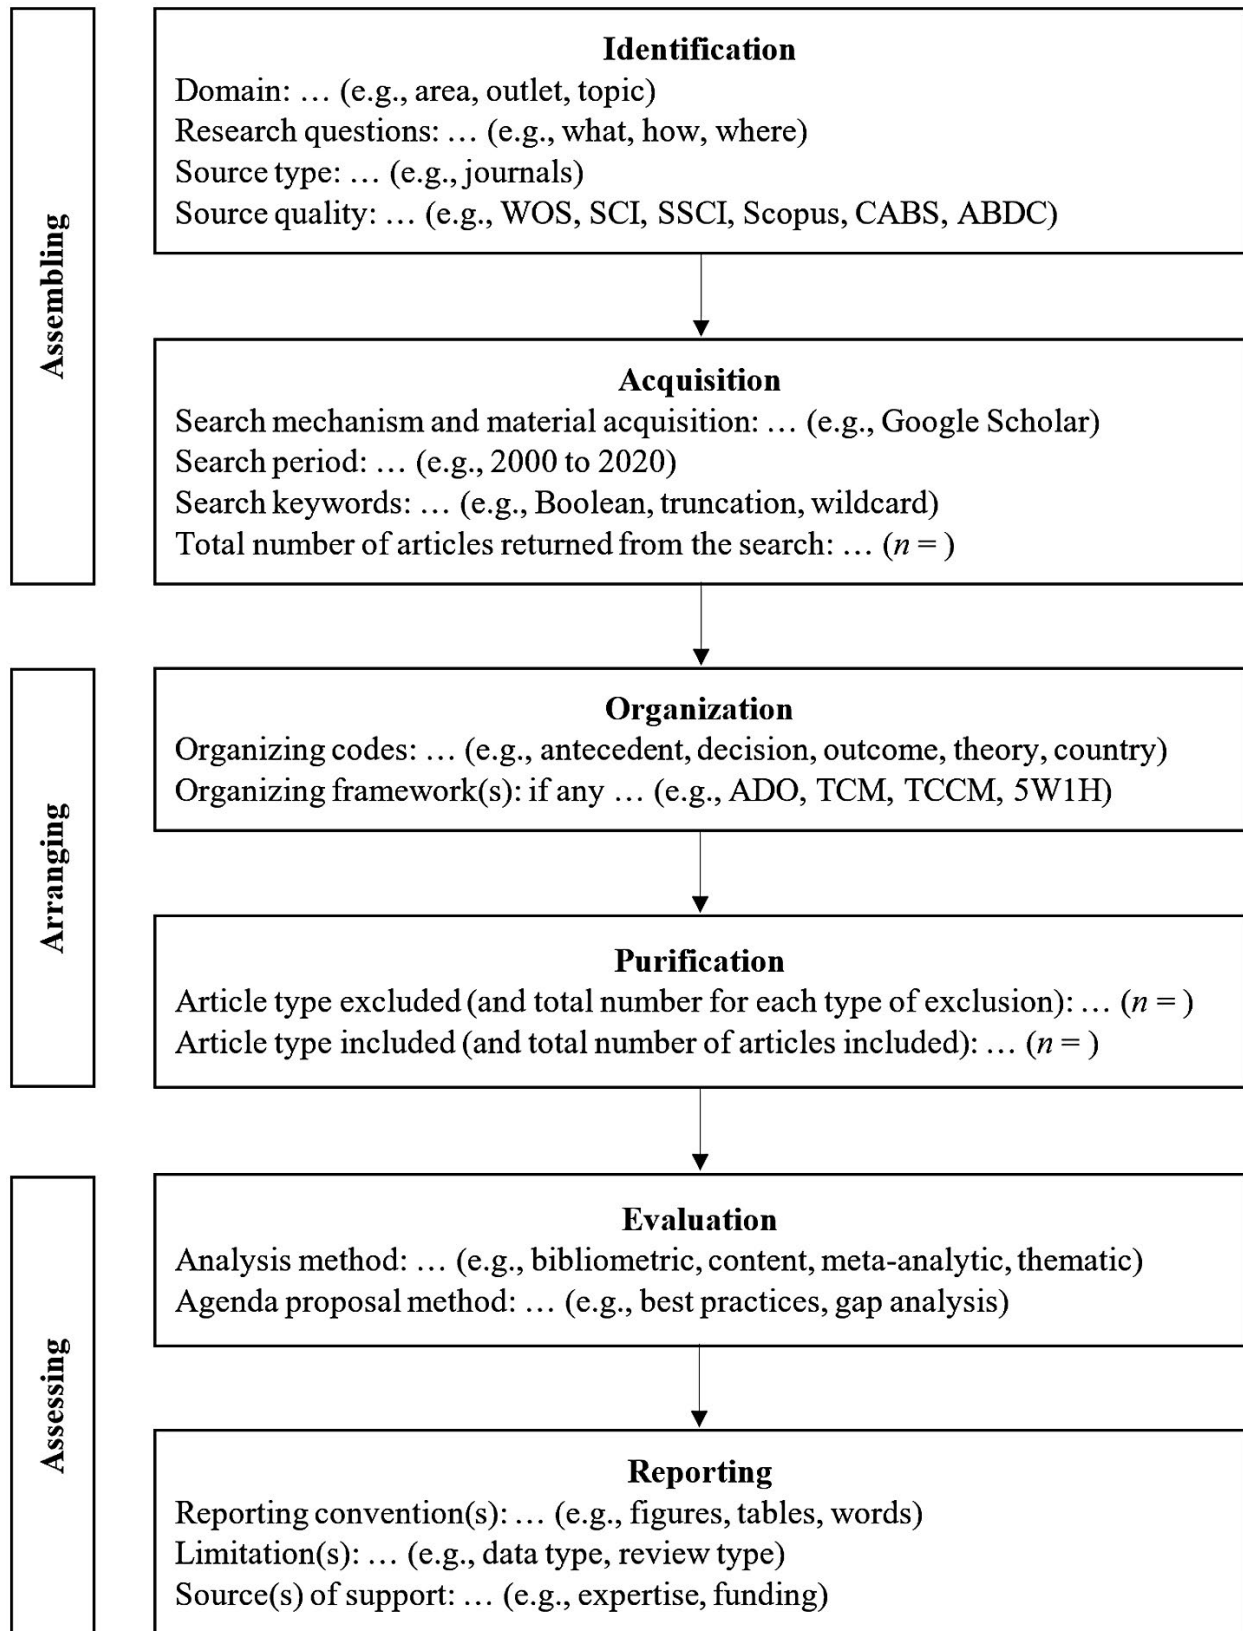 Assembling
Identification
Domain: … (e.g., area, outlet, topic)
Research questions: … (e.g., what, how, where)
Source type: … (e.g., journals)
Source quality: … (e.g., WOS, SCI, SSCI, Scopus, CABS, ABDC)
Acquisition
Search mechanism and material acquisition: … (e.g., Google Scholar)
Search period: … (e.g., 2000 to 2020)
Search keywords: … (e.g., Boolean, truncation, wildcard)
Total number of articles returned from the search: … (n = )
Arranging
Organization
Organizing codes: … (e.g., antecedent, decision, outcome, theory, country)
Organizing framework(s): if any … (e.g., ADO, TCM, TCCM, 5W1H)
Purification
Article type excluded (and total number for each type of exclusion): … (n = )
Article type included (and total number of articles included): … (n = )
Assessing
Evaluation
Analysis method: … (e.g., bibliometric, content, meta-analytic, thematic)
Agenda proposal method: … (e.g., best practices, gap analysis)
Reporting
Reporting convention(s): … (e.g., figures, tables, words)
Limitation(s): … (e.g., data type, review type)
Source(s) of support: … (e.g., expertise, funding)